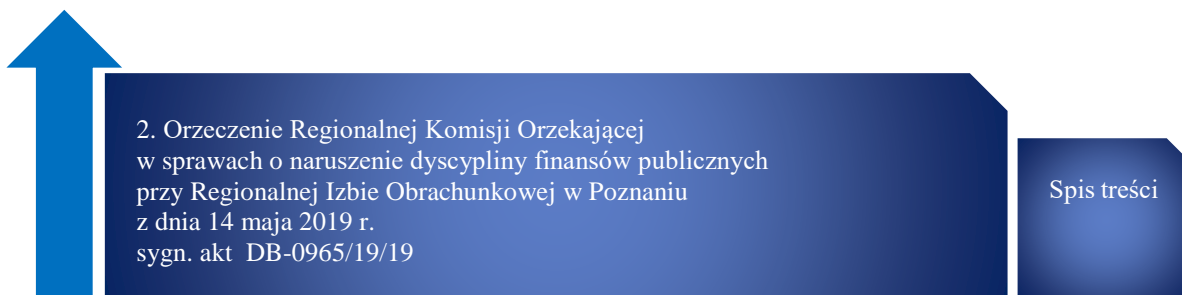 2. Orzeczenie Regionalnej Komisji Orzekającej
w sprawach o naruszenie dyscypliny finansów publicznych
przy Regionalnej Izbie Obrachunkowej w Poznaniu
z dnia 14 maja 2019 r.
sygn. akt DB-0965/19/19
Spis treści